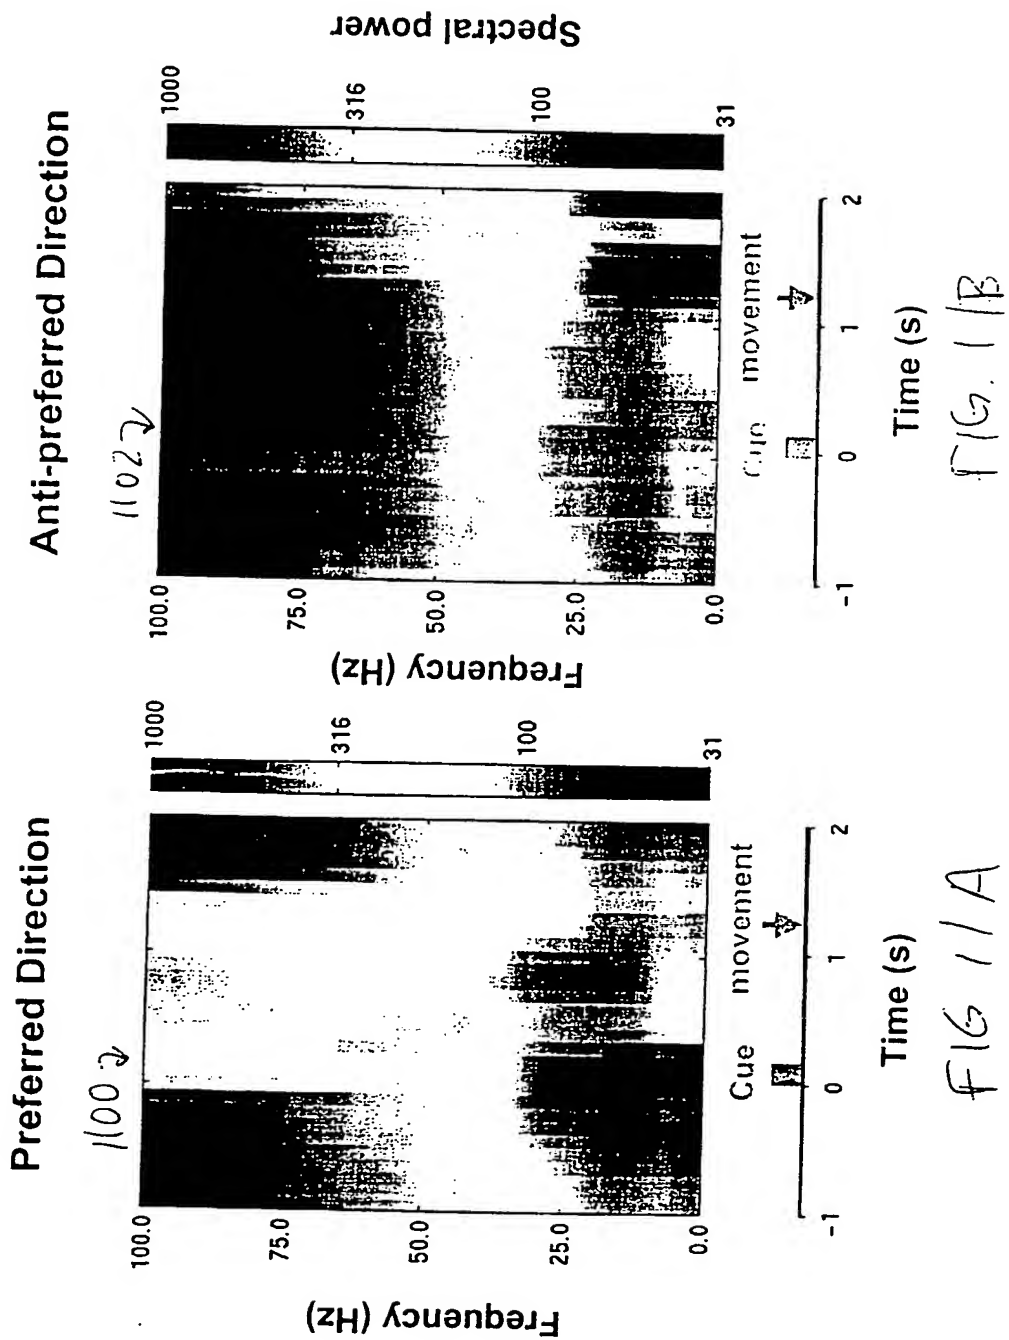 Preferred Direction
1100
Frequency (Hz)
100.0
75.0
50.0
25.0
0.0
1000
316
100
31
Cue movement
-1 0 1 2
Time (s)
FIG 11A
Anti-preferred Direction
1102
Frequency (Hz)
100.0
75.0
50.0
25.0
0.0
1000
316
100
31
Spectral power
Cue movement
-1 0 1 2
Time (s)
FIG. 11B